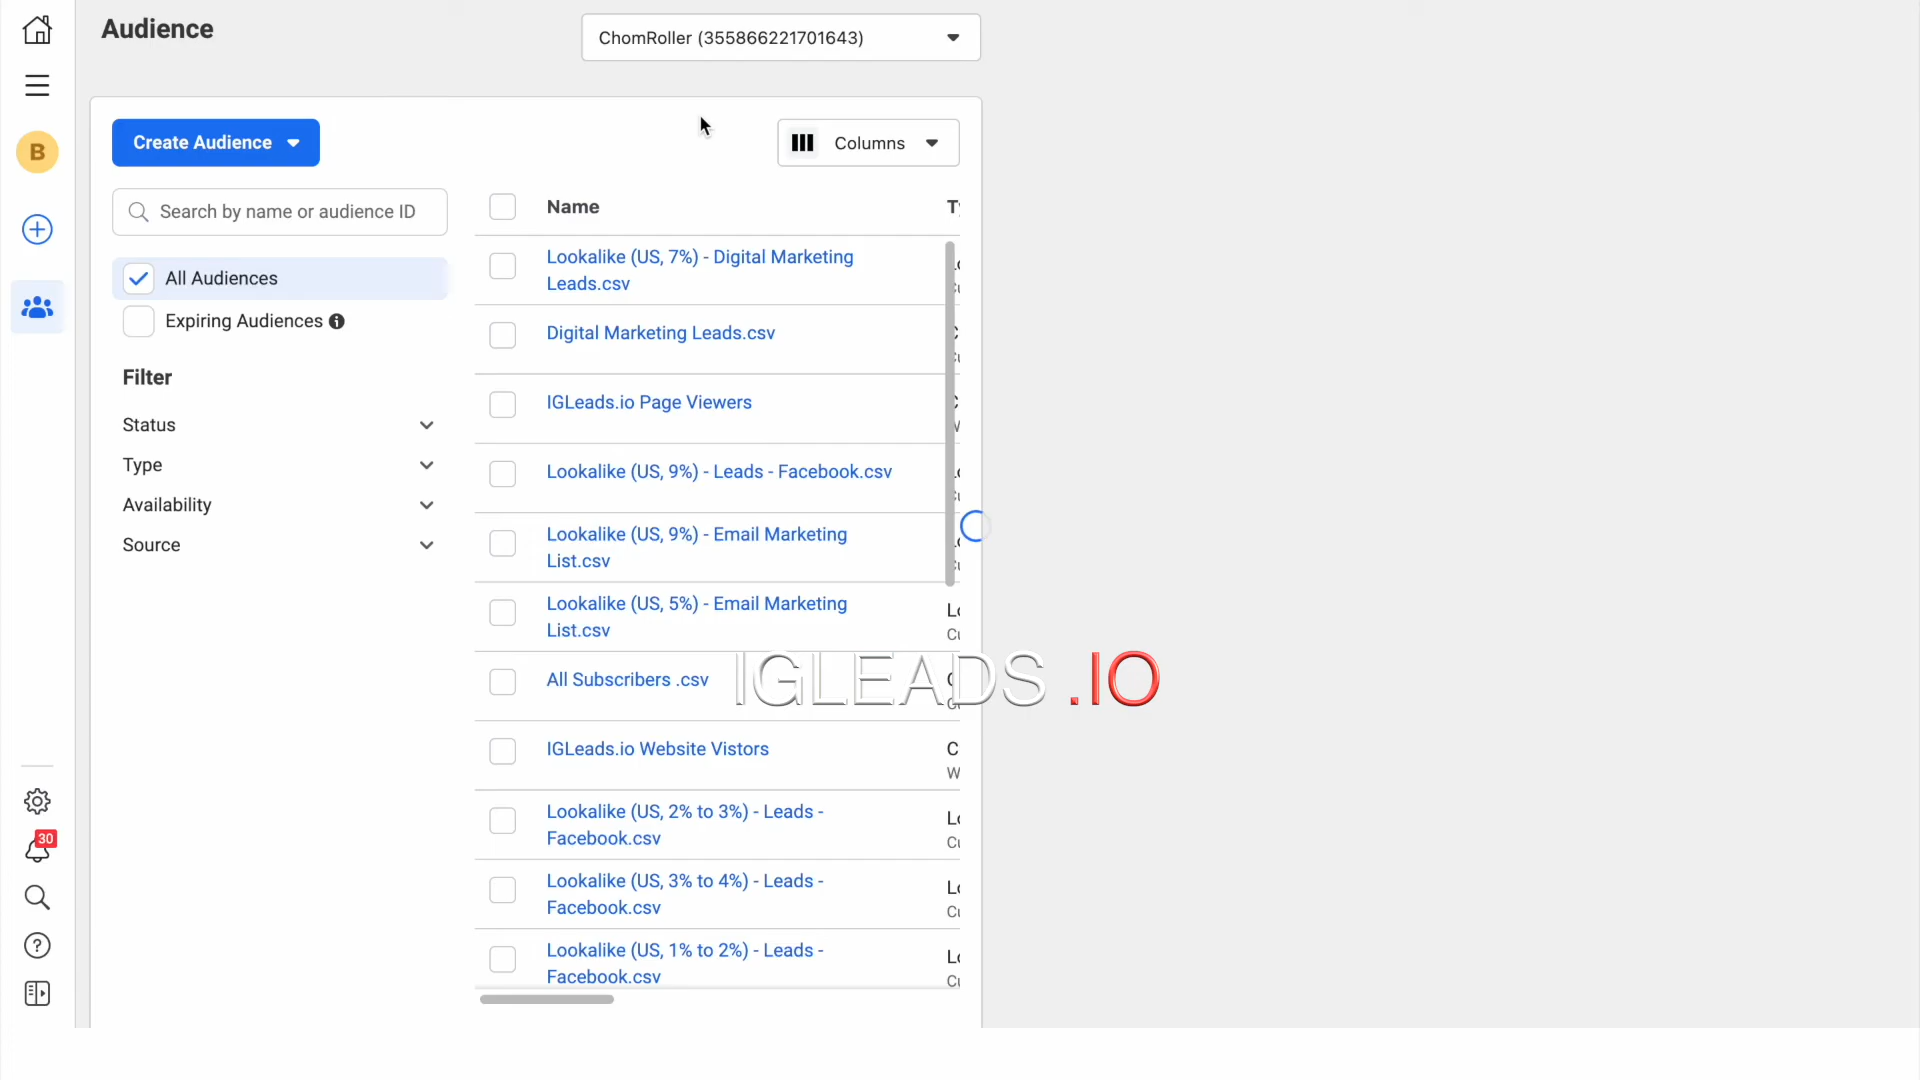 Audience
ChomRoller (355866221701643)
B
Create Audience
Columns
Search by name or audience ID
Name
All Audiences
Expiring Audiences
Filter
Status
Type
Availability
Source
Lookalike (US, 7%) - Digital Marketing
Leads.csv
Digital Marketing Leads.csv
IGLeads.io Page Viewers
Lookalike (US, 9%) - Leads - Facebook.csv
Lookalike (US, 9%) - Email Marketing
List.csv
Lookalike (US, 5%) - Email Marketing
List.csv
All Subscribers .csv
IGLEADS .IO
IGLeads.io Website Vistors
Lookalike (US, 2% to 3%) - Leads -
Facebook.csv
Lookalike (US, 3% to 4%) - Leads -
Facebook.csv
Lookalike (US, 1% to 2%) - Leads -
Facebook.csv
30